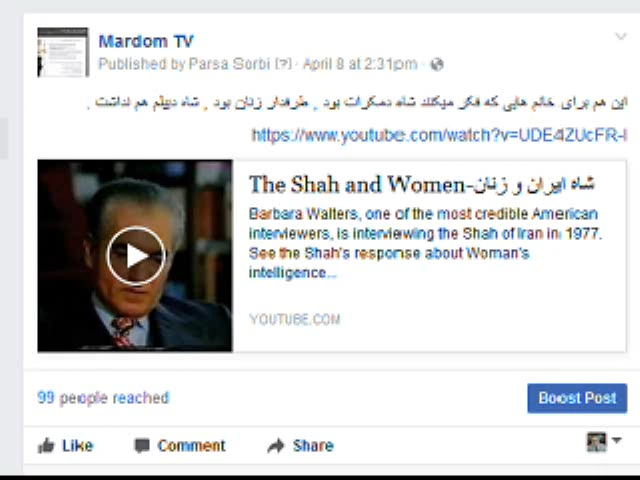 Mardom TV
Published by Parsa Sorbi [?] · April 8 at 2:31pm ·
این هم برای خانم هایی که فکر میکنند شاه دمکرات بود , طرفدار زنان بود , شاه دیپلم هم نداشت .
https://www.youtube.com/watch?v=UDE4ZUcFR-I
The Shah and Women-شاه ایران و زنان
Barbara Walters, one of the most credible American
interviewers, is interviewing the Shah of Iran in 1977.
See the Shah's response about Woman's
intelligence...
YOUTUBE.COM
99 people reached
Boost Post
Like Comment Share